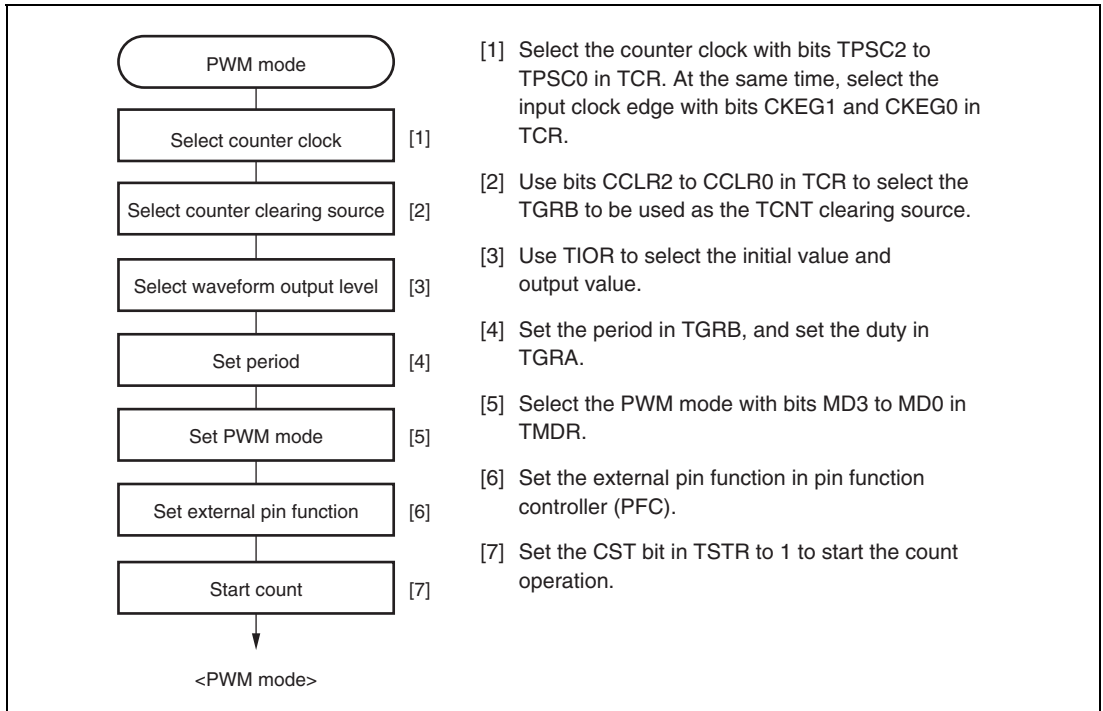 PWM mode
Select counter clock
[1]
Select counter clearing source
[2]
Select waveform output level
[3]
Set period
[4]
Set PWM mode
[5]
Set external pin function
[6]
Start count
[7]
<PWM mode>
[1] Select the counter clock with bits TPSC2 to
TPSC0 in TCR. At the same time, select the
input clock edge with bits CKEG1 and CKEG0 in
TCR.
[2] Use bits CCLR2 to CCLR0 in TCR to select the
TGRB to be used as the TCNT clearing source.
[3] Use TIOR to select the initial value and
output value.
[4] Set the period in TGRB, and set the duty in
TGRA.
[5] Select the PWM mode with bits MD3 to MD0 in
TMDR.
[6] Set the external pin function in pin function
controller (PFC).
[7] Set the CST bit in TSTR to 1 to start the count
operation.